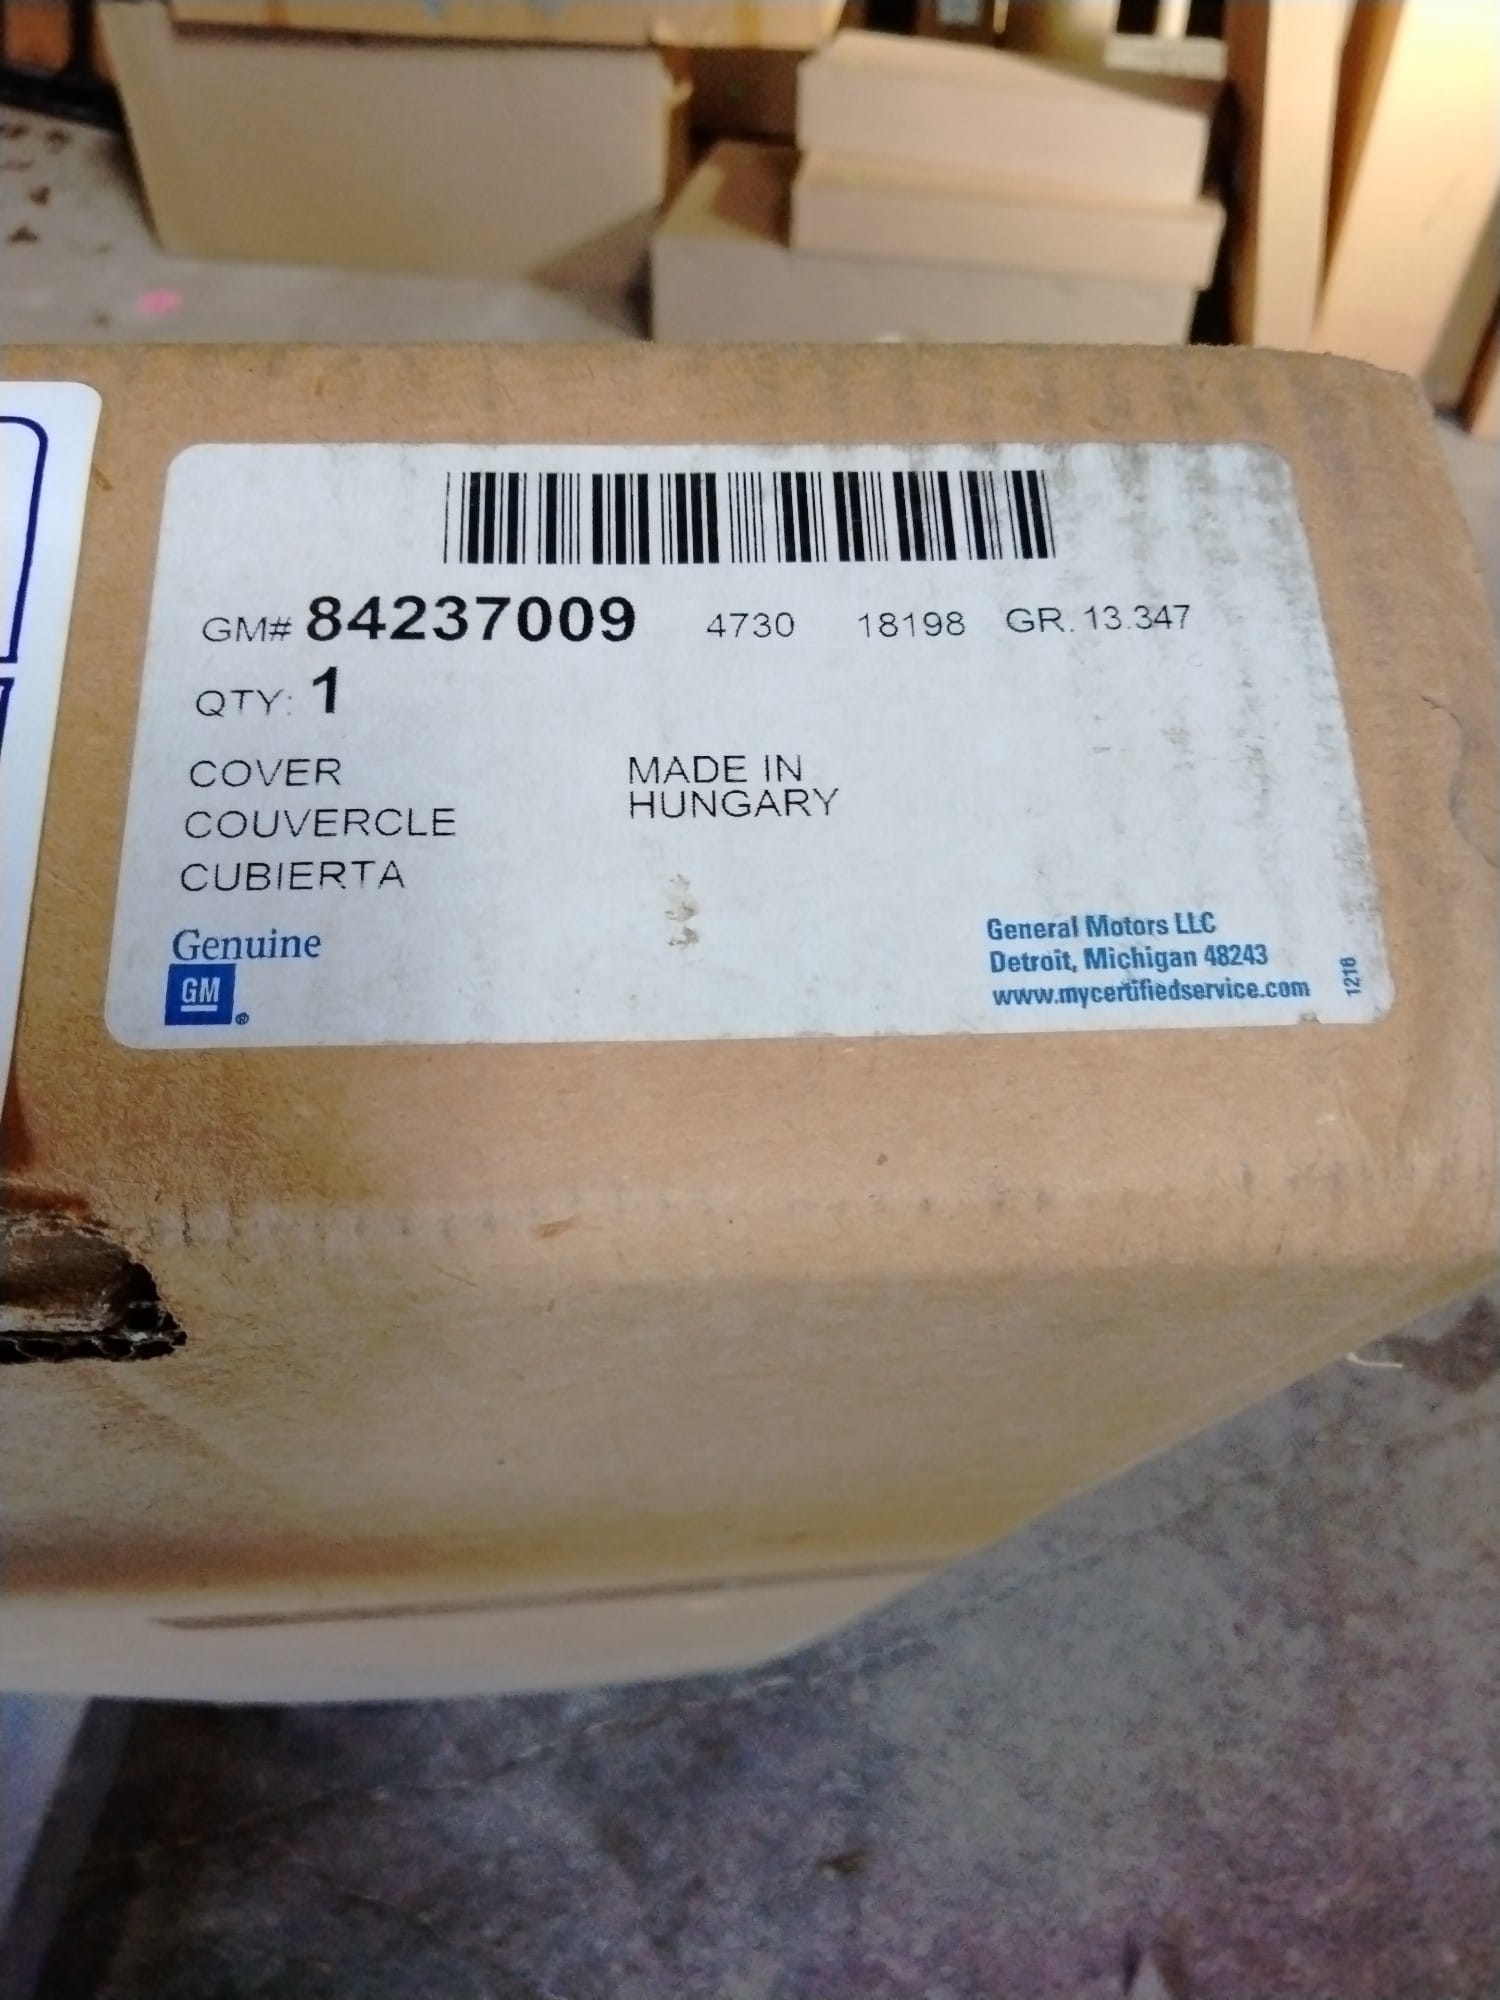 GM# 84237009 4730 18198 GR. 13.347
QTY: 1
COVER
COUVERCLE
CUBIERTA
MADE IN
HUNGARY
Genuine
GM
®
General Motors LLC
Detroit, Michigan 48243
www.mycertifiedservice.com
1216